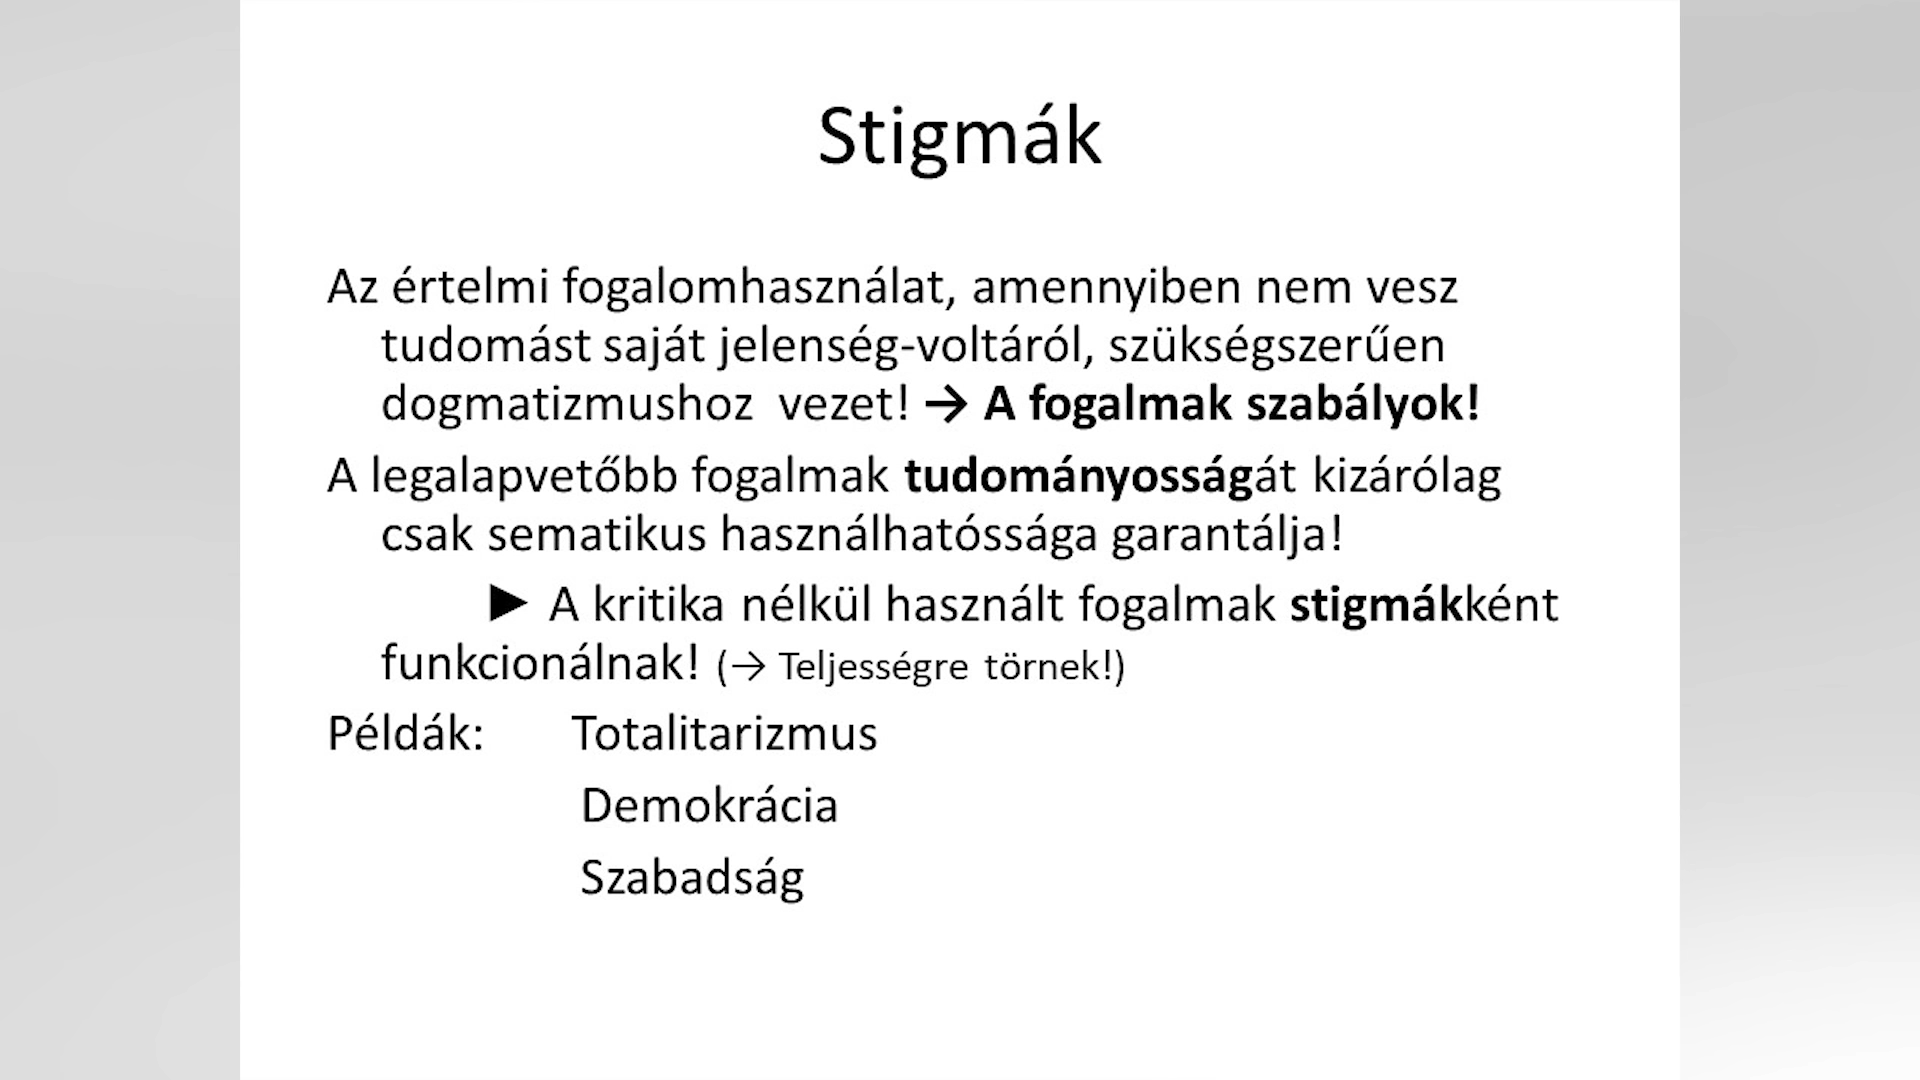 Stigmák
Az értelmi fogalomhasználat, amennyiben nem vesz
tudomást saját jelenség-voltáról, szükségszerűen
dogmatizmushoz vezet! → A fogalmak szabályok!
A legalapvetőbb fogalmak tudományosságát kizárólag
csak sematikus használhatóssága garantálja!
► A kritika nélkül használt fogalmak stigmákként
funkcionálnak! (→ Teljességre törnek!)
Példák: Totalitarizmus
Demokrácia
Szabadság